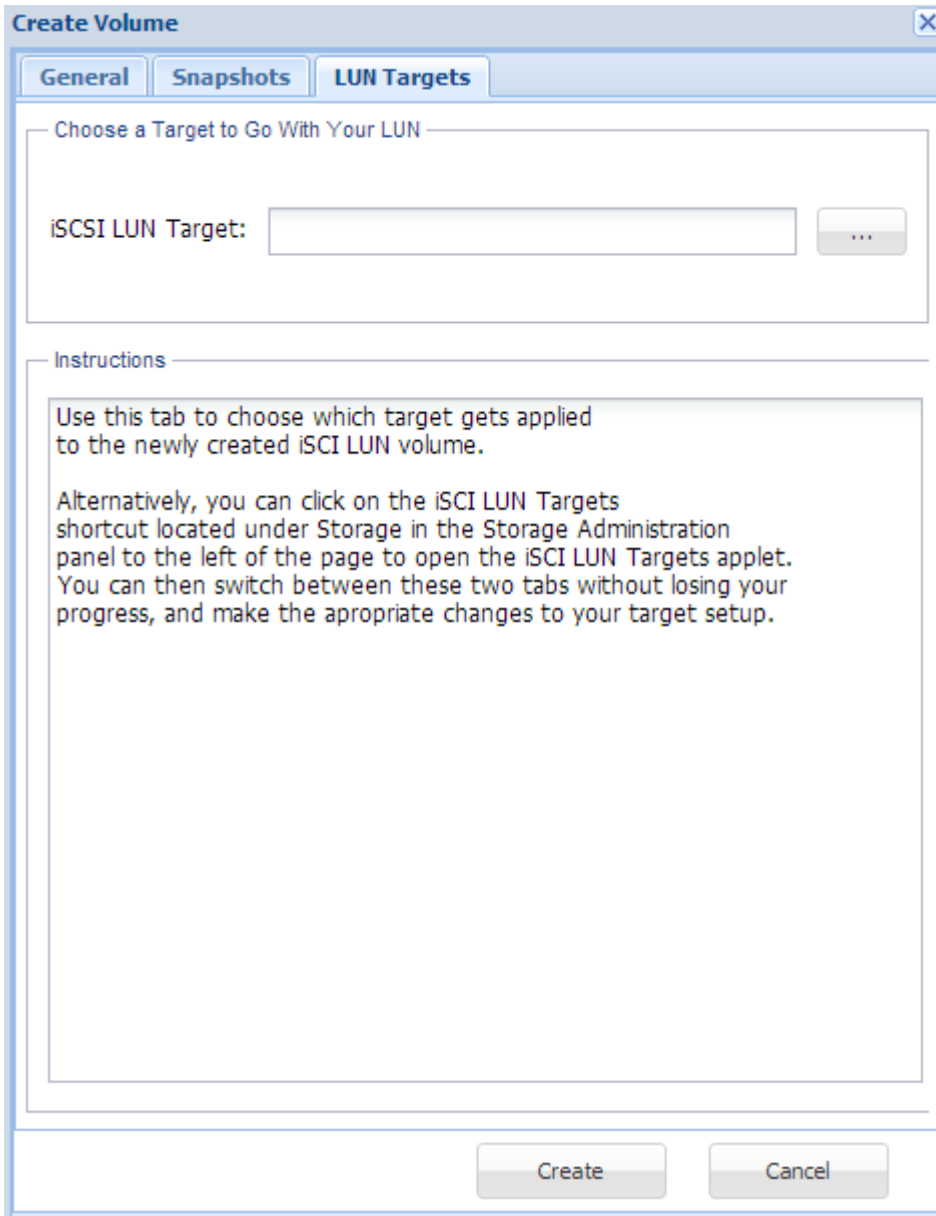 Create Volume
General Snapshots LUN Targets
Choose a Target to Go With Your LUN
iSCSI LUN Target: ...
Instructions
Use this tab to choose which target gets applied
to the newly created iSCI LUN volume.
Alternatively, you can click on the iSCI LUN Targets
shortcut located under Storage in the Storage Administration
panel to the left of the page to open the iSCI LUN Targets applet.
You can then switch between these two tabs without losing your
progress, and make the apropriate changes to your target setup.
Create Cancel